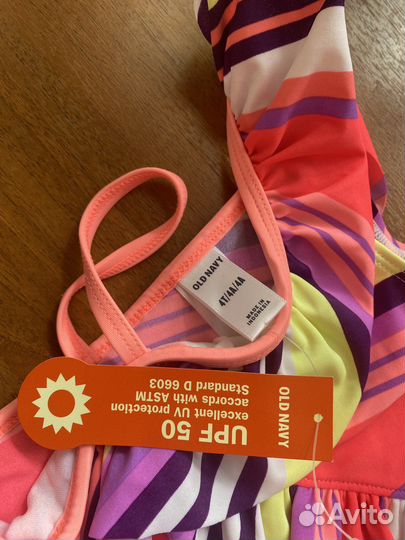 OLD NAVY
4T/4A/4A
MADE IN
INDONESIA
OLD NAVY
UPF 50
excellent UV protection
accords with ASTM
Standard D 6603
Avito